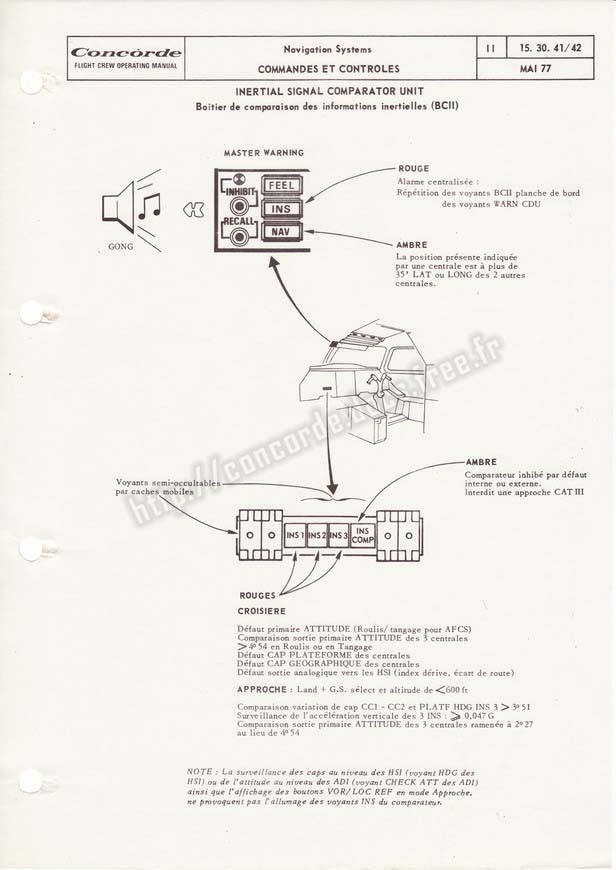 Concorde
FLIGHT CREW OPERATING MANUAL
Navigation Systems
COMMANDES ET CONTROLES
11
15. 30. 41/42
MAI 77
INERTIAL SIGNAL COMPARATOR UNIT
Boitier de comparaison des informations inertielles (BCII)
MASTER WARNING
INHIBIT
RECALL
FEEL
INS
NAV
GONG
ROUGE
Alarme centralisée :
Répétition des voyants BCII planche de bord
des voyants WARN CDU
AMBRE
La position présente indiquée
par une centrale est à plus de
35' LAT ou LONG des 2 autres
centrales.
http://concorde.docs.free.fr
Voyants semi-occultables
par caches mobiles
AMBRE
Comparateur inhibé par défaut
interne ou externe.
Interdit une approche CAT III
INS 1
INS 2
INS 3
INS
COMP
ROUGES
CROISIERE
Défaut primaire ATTITUDE (Roulis/ tangage pour AFCS)
Comparaison sortie primaire ATTITUDE des 3 centrales
> 4° 54 en Roulis ou en Tangage
Défaut CAP PLATEFORME des centrales
Défaut CAP GEOGRAPHIQUE des centrales
Défaut sortie analogique vers les HSI (index dérive, écart de route)
APPROCHE : Land + G.S. sélect et altitude de < 600 ft
Comparaison variation de cap CC1 - CC2 et PLATF HDG INS 3 > 3° 51
Surveillance de l'accélération verticale des 3 INS : ⩾ 0,047 G
Comparaison sortie primaire ATTITUDE des 3 centrales ramenée à 2° 27
au lieu de 4° 54
NOTE : La surveillance des caps au niveau des HSI (voyant HDG des
HSI) ou de l'attitude au niveau des ADI (voyant CHECK ATT des ADI)
ainsi que l'affichage des boutons VOR/ LOC REF en mode Approche,
ne provoquent pas l'allumage des voyants INS du comparateur.